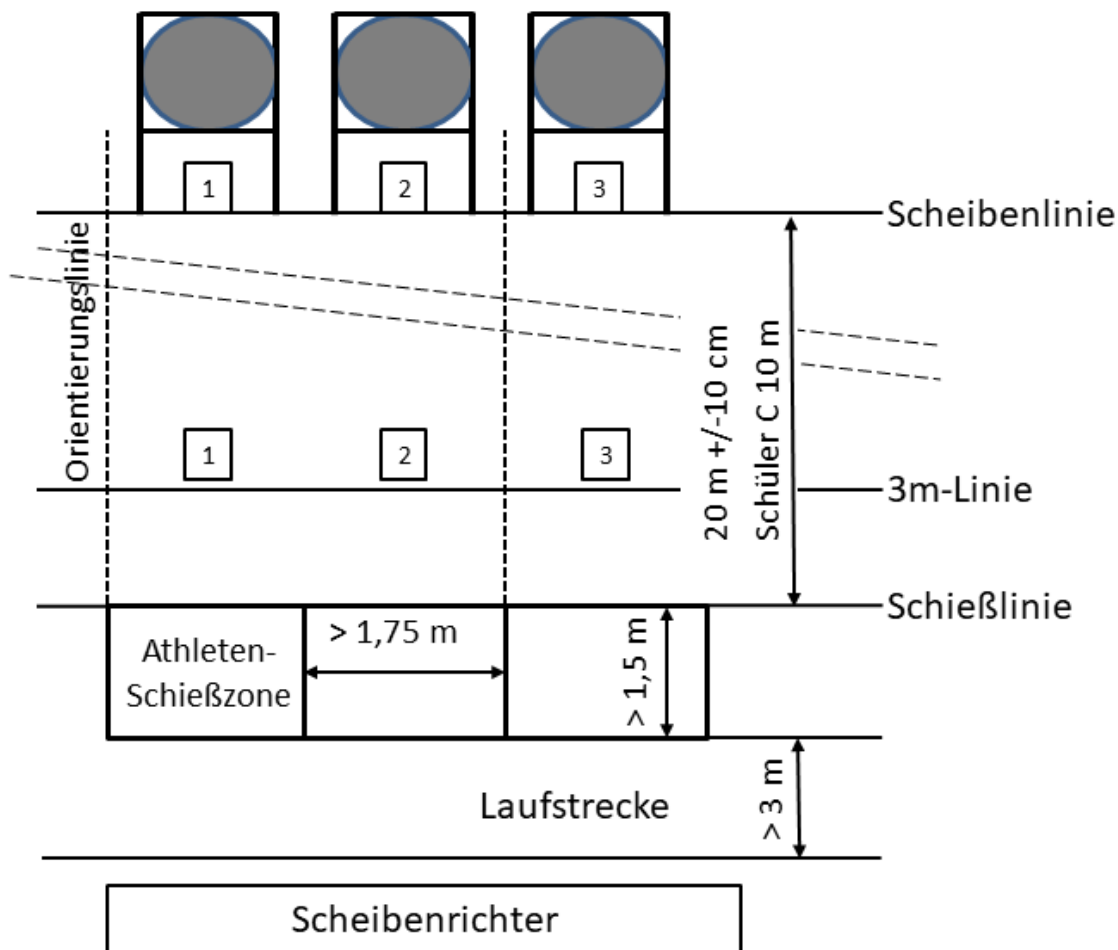 1
2
3
Scheibenlinie
Orientierungslinie
20 m +/-10 cm
Schüler C 10 m
1
2
3
3m-Linie
Schießlinie
Athleten-
Schießzone
> 1,75 m
> 1,5 m
Laufstrecke
> 3 m
Scheibenrichter